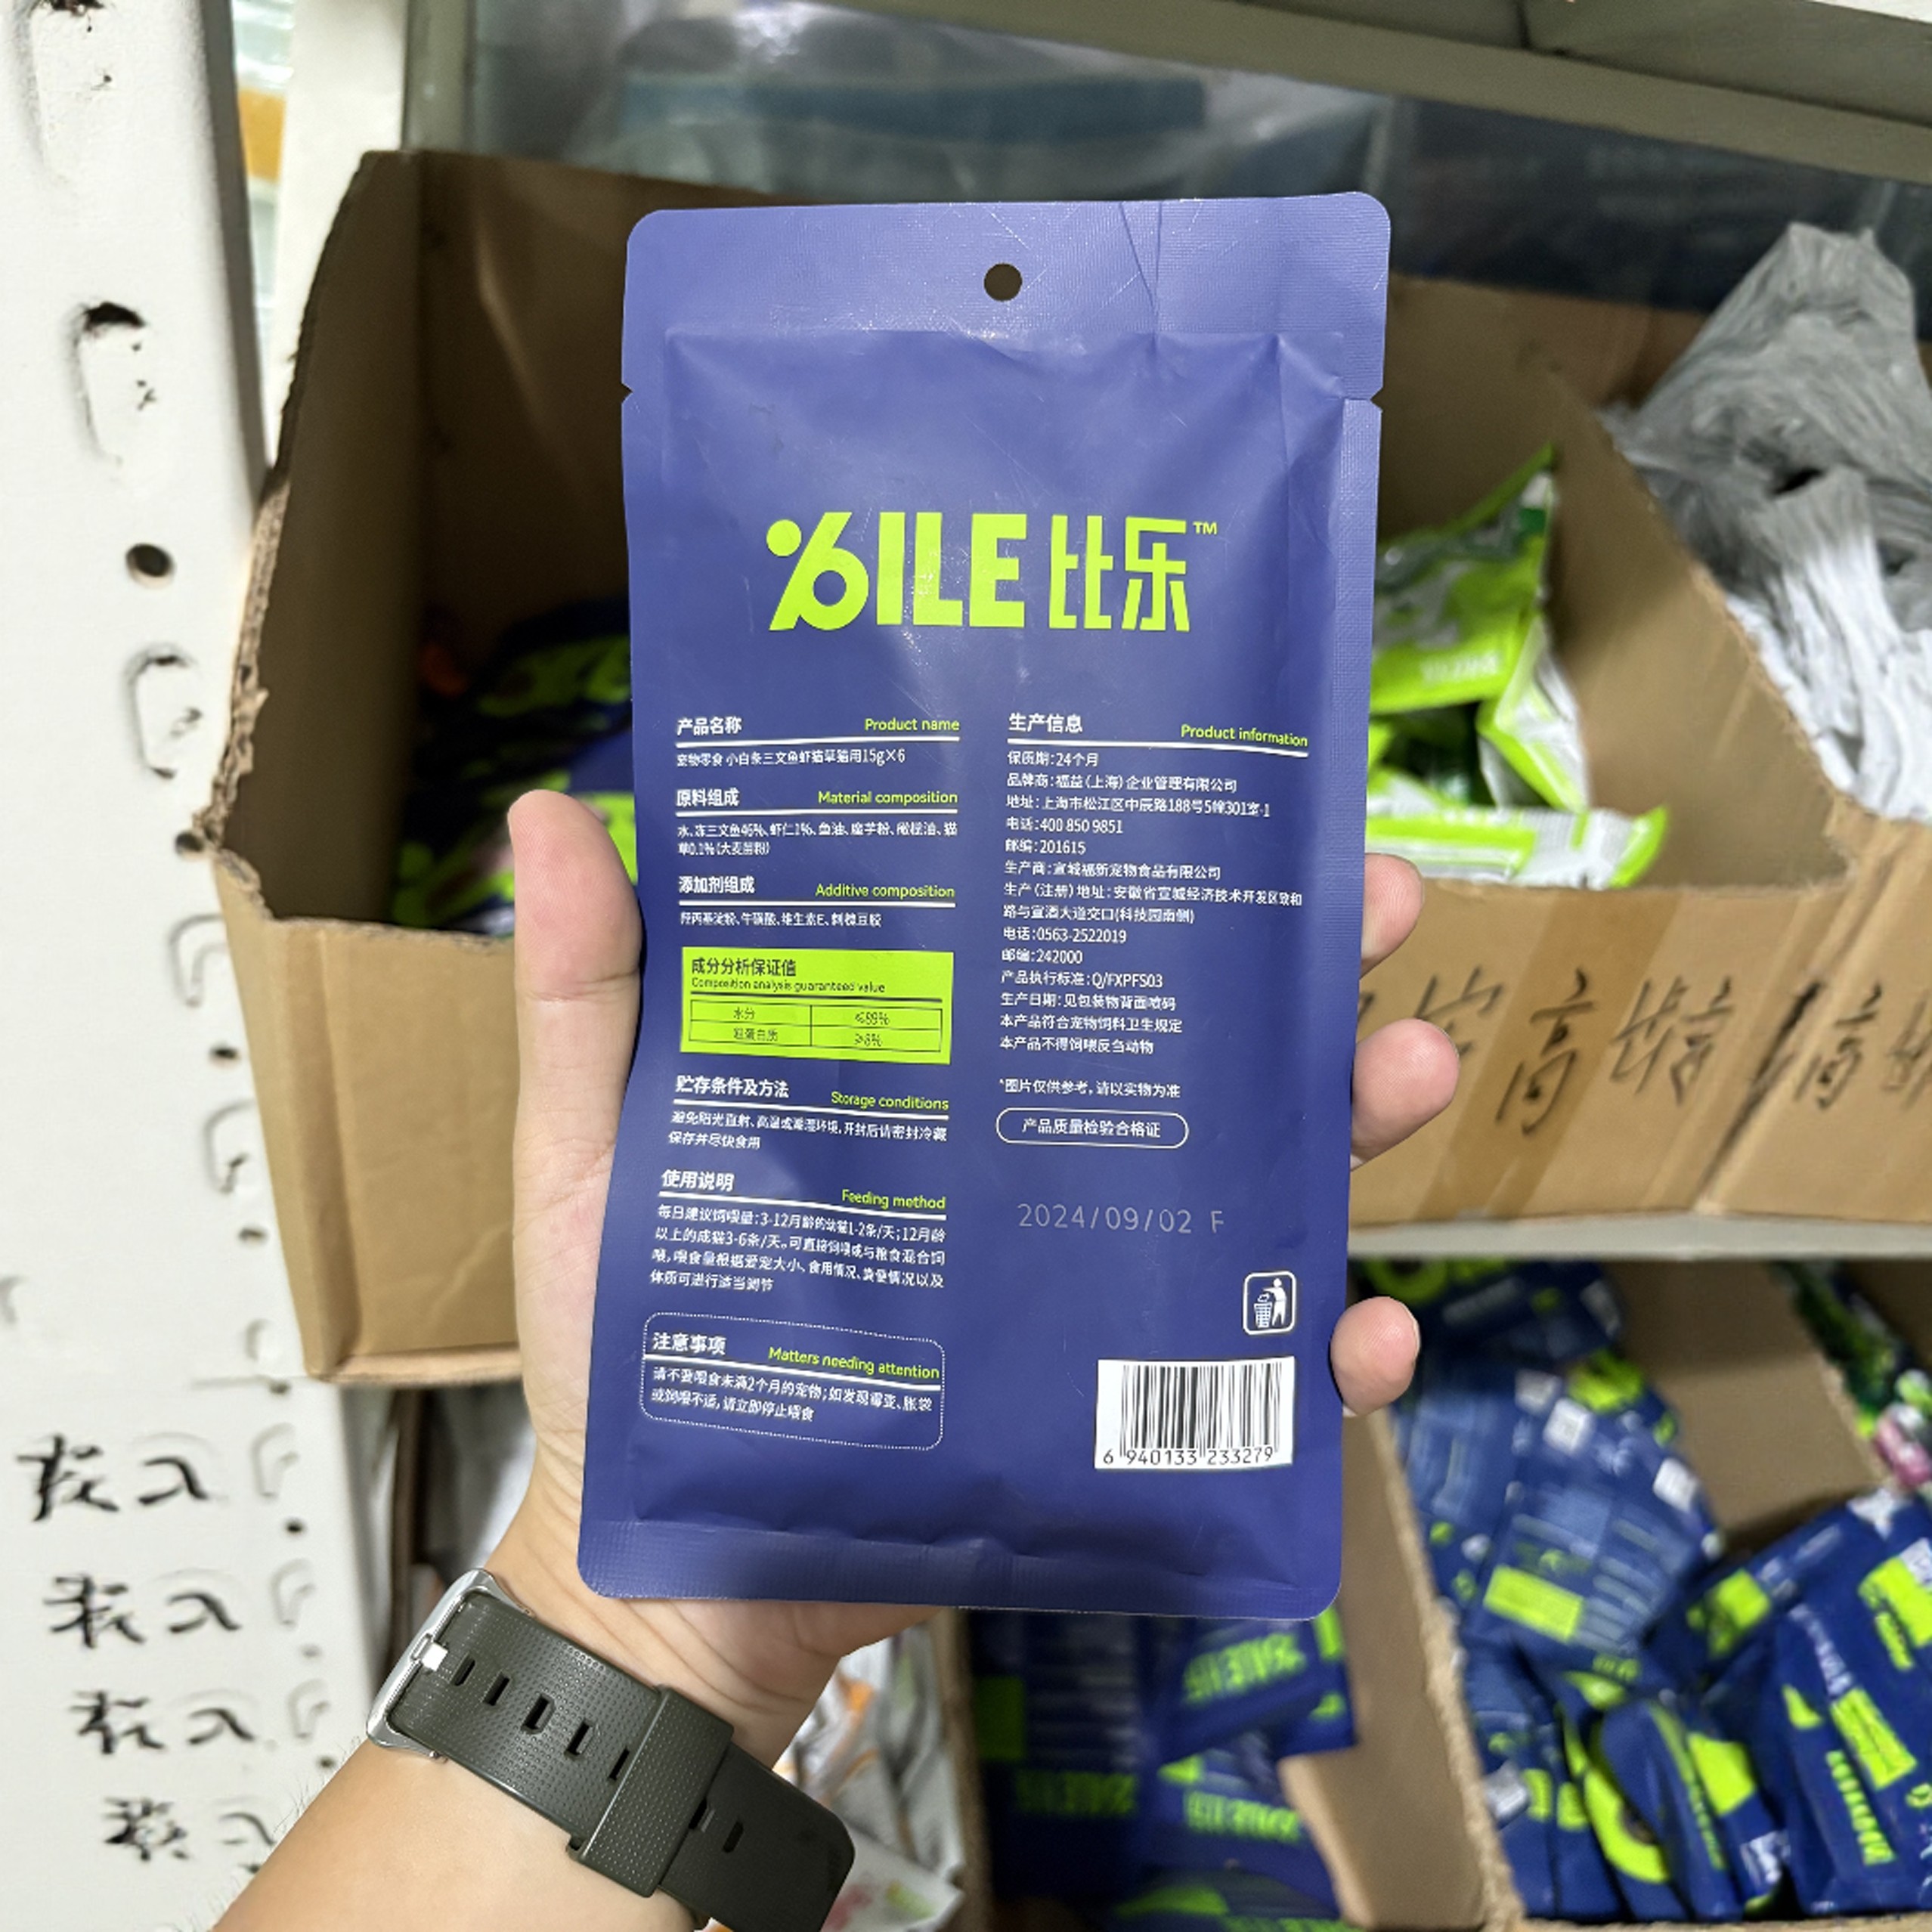 BILE 比乐™
产品名称 Product name
宠物零食 小白条三文鱼虾猫草猫用15g×6
原料组成 Material composition
水、冻三文鱼46%、虾仁1%、鱼油、魔芋粉、橄榄油、猫
草0.1%(大麦苗粉)
添加剂组成 Additive composition
羟丙基淀粉、牛磺酸、维生素E、刺槐豆胶
成分分析保证值
Composition analysis guaranteed value
水分 ≤89%
粗蛋白质 ≥8%
贮存条件及方法 Storage conditions
避免阳光直射、高温或潮湿环境,开封后请密封冷藏
保存并尽快食用
使用说明 Feeding method
每日建议饲喂量:3-12月龄的幼猫1-2条/天;12月龄
以上的成猫3-6条/天。可直接饲喂或与粮食混合饲
喂,喂食量根据爱宠大小、食用情况、粪便情况以及
体质可进行适当调节
注意事项 Matters needing attention
请不要喂食未满2个月的宠物;如发现霉变、胀袋
或饲喂不适,请立即停止喂食
生产信息 Product information
保质期:24个月
品牌商:福益(上海)企业管理有限公司
地址:上海市松江区中辰路188号5幢301室-1
电话:400 850 9851
邮编:201615
生产商:宣城福新宠物食品有限公司
生产(注册)地址:安徽省宣城经济技术开发区致和
路与宣酒大道交口(科技园南侧)
电话:0563-2522019
邮编:242000
产品执行标准:Q/FXPFS03
生产日期:见包装物背面喷码
本产品符合宠物饲料卫生规定
本产品不得饲喂反刍动物
*图片仅供参考,请以实物为准
产品质量检验合格证
2024/09/02 F
6 940133 233279